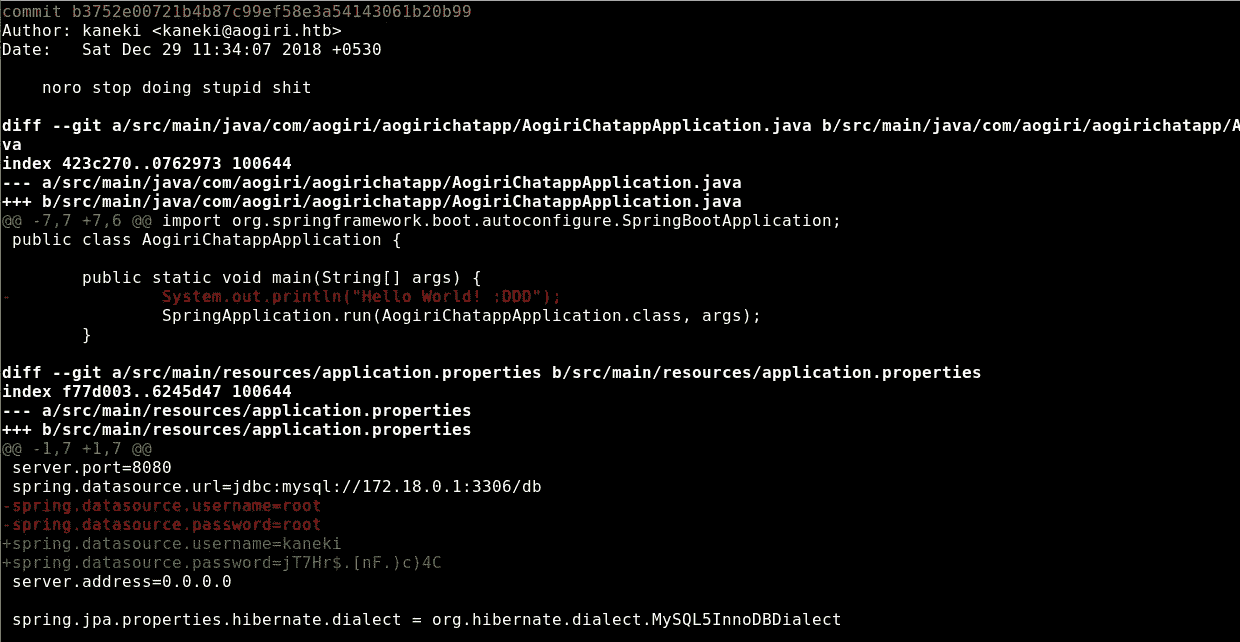 commit b3752e00721b4b87c99ef58e3a54143061b20b99
Author: kaneki <kaneki@aogiri.htb>
Date:   Sat Dec 29 11:34:07 2018 +0530

    noro stop doing stupid shit

diff --git a/src/main/java/com/aogiri/aogirichatapp/AogiriChatappApplication.java b/src/main/java/com/aogiri/aogirichatapp/A
va
index 423c270..0762973 100644
--- a/src/main/java/com/aogiri/aogirichatapp/AogiriChatappApplication.java
+++ b/src/main/java/com/aogiri/aogirichatapp/AogiriChatappApplication.java
@@ -7,7 +7,6 @@ import org.springframework.boot.autoconfigure.SpringBootApplication;
 public class AogiriChatappApplication {

        public static void main(String[] args) {
-               System.out.println("Hello World! :DDD");
                SpringApplication.run(AogiriChatappApplication.class, args);
        }

diff --git a/src/main/resources/application.properties b/src/main/resources/application.properties
index f77d003..6245d47 100644
--- a/src/main/resources/application.properties
+++ b/src/main/resources/application.properties
@@ -1,7 +1,7 @@
 server.port=8080
 spring.datasource.url=jdbc:mysql://172.18.0.1:3306/db
-spring.datasource.username=root
-spring.datasource.password=root
+spring.datasource.username=kaneki
+spring.datasource.password=jT7Hr$.[nF.)c)4C
 server.address=0.0.0.0

 spring.jpa.properties.hibernate.dialect = org.hibernate.dialect.MySQL5InnoDBDialect